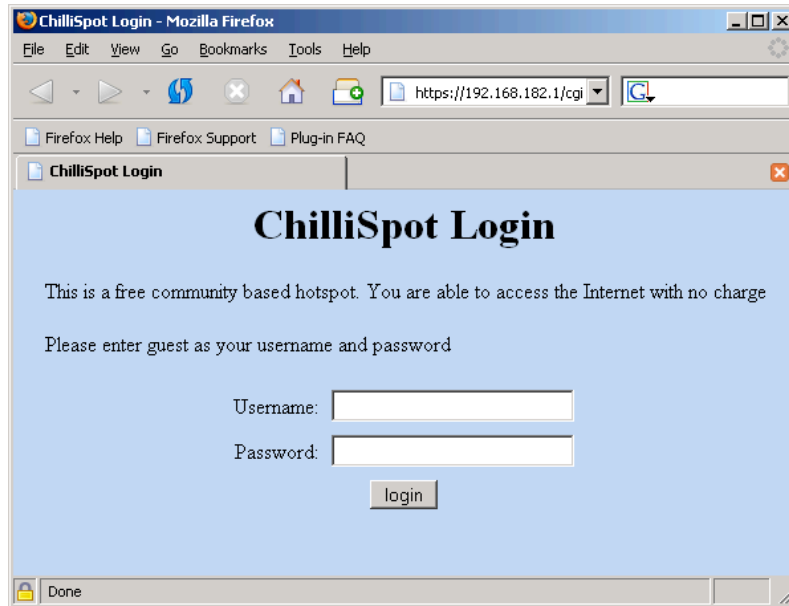 ChilliSpot Login - Mozilla Firefox
File Edit View Go Bookmarks Tools Help
https://192.168.182.1/cgi
G
Firefox Help Firefox Support Plug-in FAQ
ChilliSpot Login
ChilliSpot Login
This is a free community based hotspot. You are able to access the Internet with no charge
Please enter guest as your username and password
Username:
Password:
login
Done